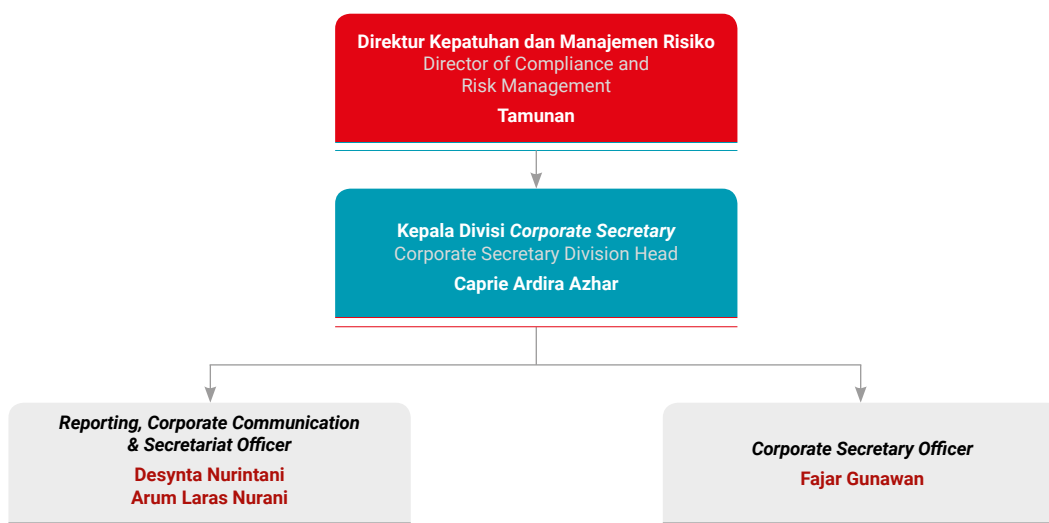 Direktur Kepatuhan dan Manajemen Risiko
Director of Compliance and
Risk Management
Tamunan
Kepala Divisi Corporate Secretary
Corporate Secretary Division Head
Caprie Ardira Azhar
Reporting, Corporate Communication
& Secretariat Officer
Desynta Nurintani
Arum Laras Nurani
Corporate Secretary Officer
Fajar Gunawan